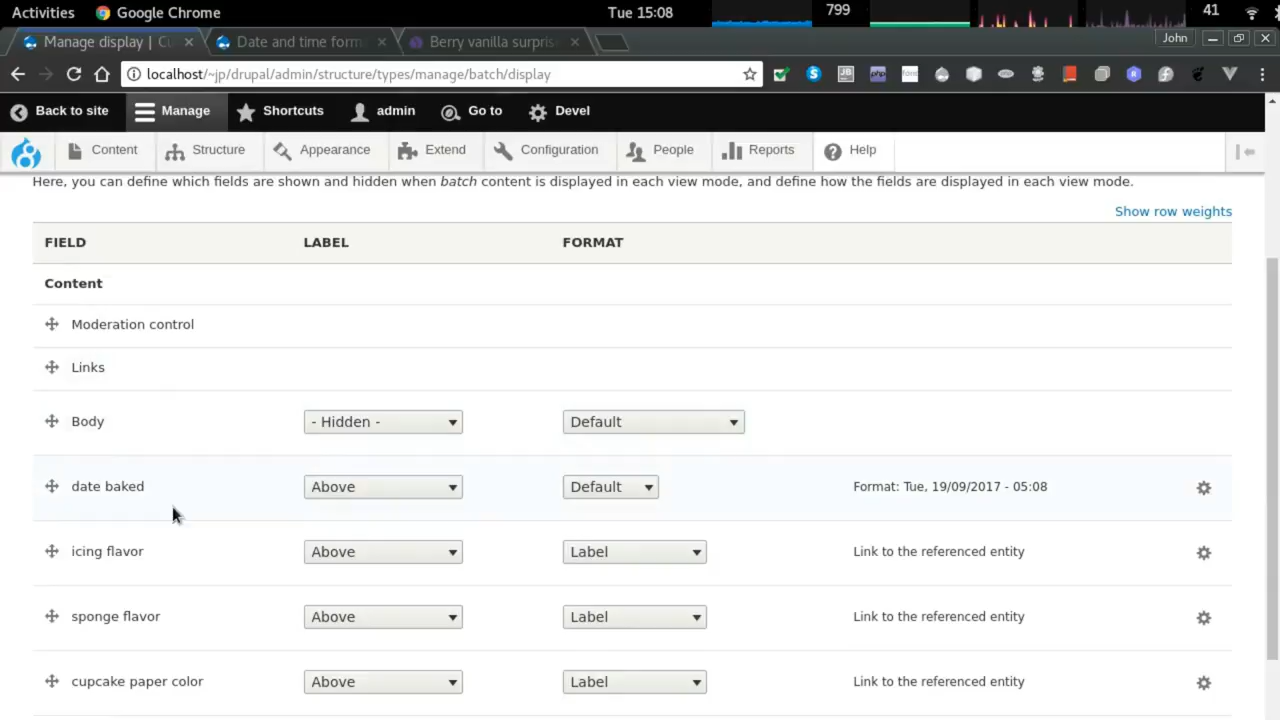 Activities Google Chrome Tue 15:08 799 41
Manage display | Cu Date and time form Berry vanilla surpris John
localhost/~jp/drupal/admin/structure/types/manage/batch/display
Back to site Manage Shortcuts admin Go to Devel
Content Structure Appearance Extend Configuration People Reports Help
Here, you can define which fields are shown and hidden when batch content is displayed in each view mode, and define how the fields are displayed in each view mode.
Show row weights
FIELD LABEL FORMAT
Content
Moderation control
Links
Body - Hidden - Default
date baked Above Default Format: Tue, 19/09/2017 - 05:08
icing flavor Above Label Link to the referenced entity
sponge flavor Above Label Link to the referenced entity
cupcake paper color Above Label Link to the referenced entity